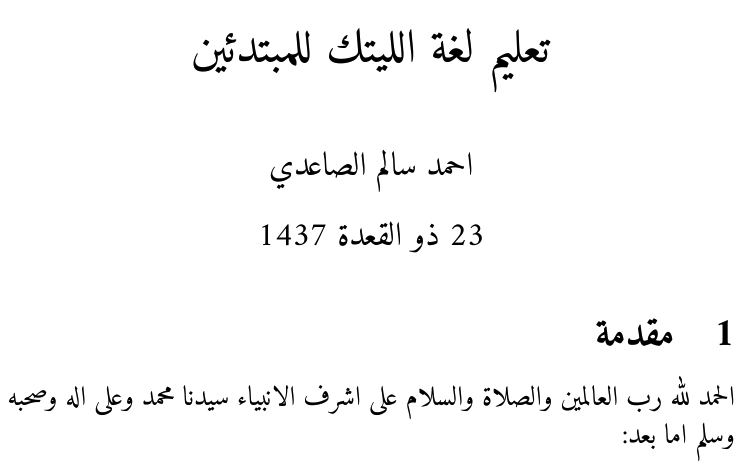 تعليم لغة الليتك للمبتدئين
احمد سالم الصاعدي
23 ذو القعدة 1437
1 مقدمة
الحمد لله رب العالمين والصلاة والسلام على اشرف الانبياء سيدنا محمد وعلى اله وصحبه
وسلم اما بعد: